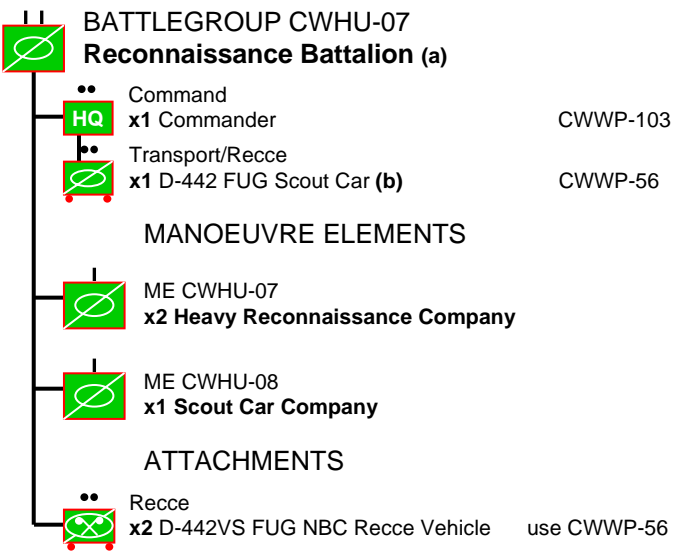 BATTLEGROUP CWHU-07
Reconnaissance Battalion (a)
Command
HQ x1 Commander CWWP-103
Transport/Recce
x1 D-442 FUG Scout Car (b) CWWP-56
MANOEUVRE ELEMENTS
ME CWHU-07
x2 Heavy Reconnaissance Company
ME CWHU-08
x1 Scout Car Company
ATTACHMENTS
Recce
x2 D-442VS FUG NBC Recce Vehicle use CWWP-56